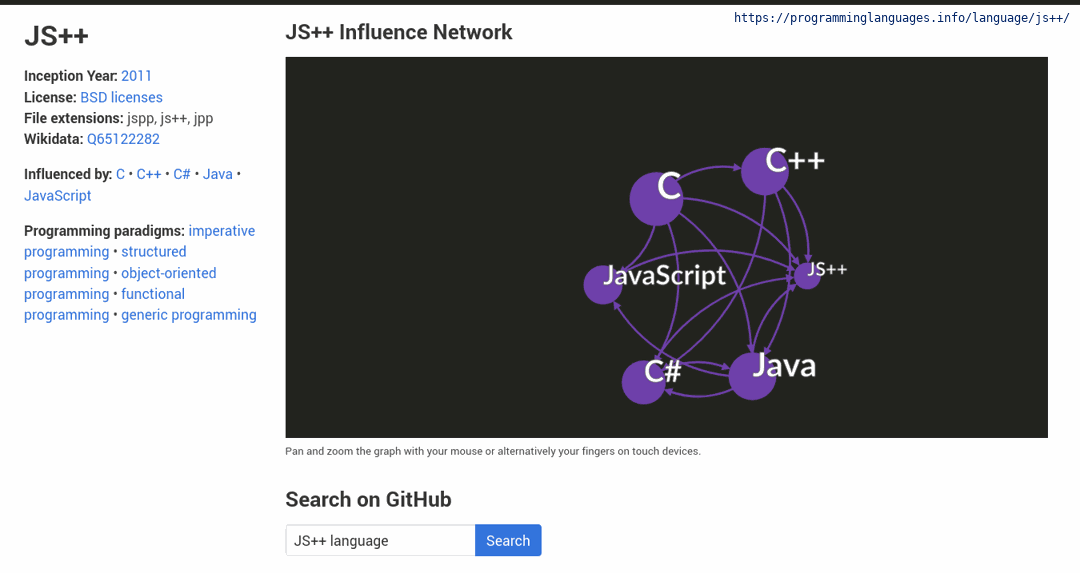 https://programminglanguages.info/language/js++/
JS++
Inception Year: 2011
License: BSD licenses
File extensions: jspp, js++, jpp
Wikidata: Q65122282
Influenced by: C • C++ • C# • Java •
JavaScript
Programming paradigms: imperative
programming • structured
programming • object-oriented
programming • functional
programming • generic programming
JS++ Influence Network
C++
C
JS++
JavaScript
C#
Java
Pan and zoom the graph with your mouse or alternatively your fingers on touch devices.
Search on GitHub
JS++ language
Search